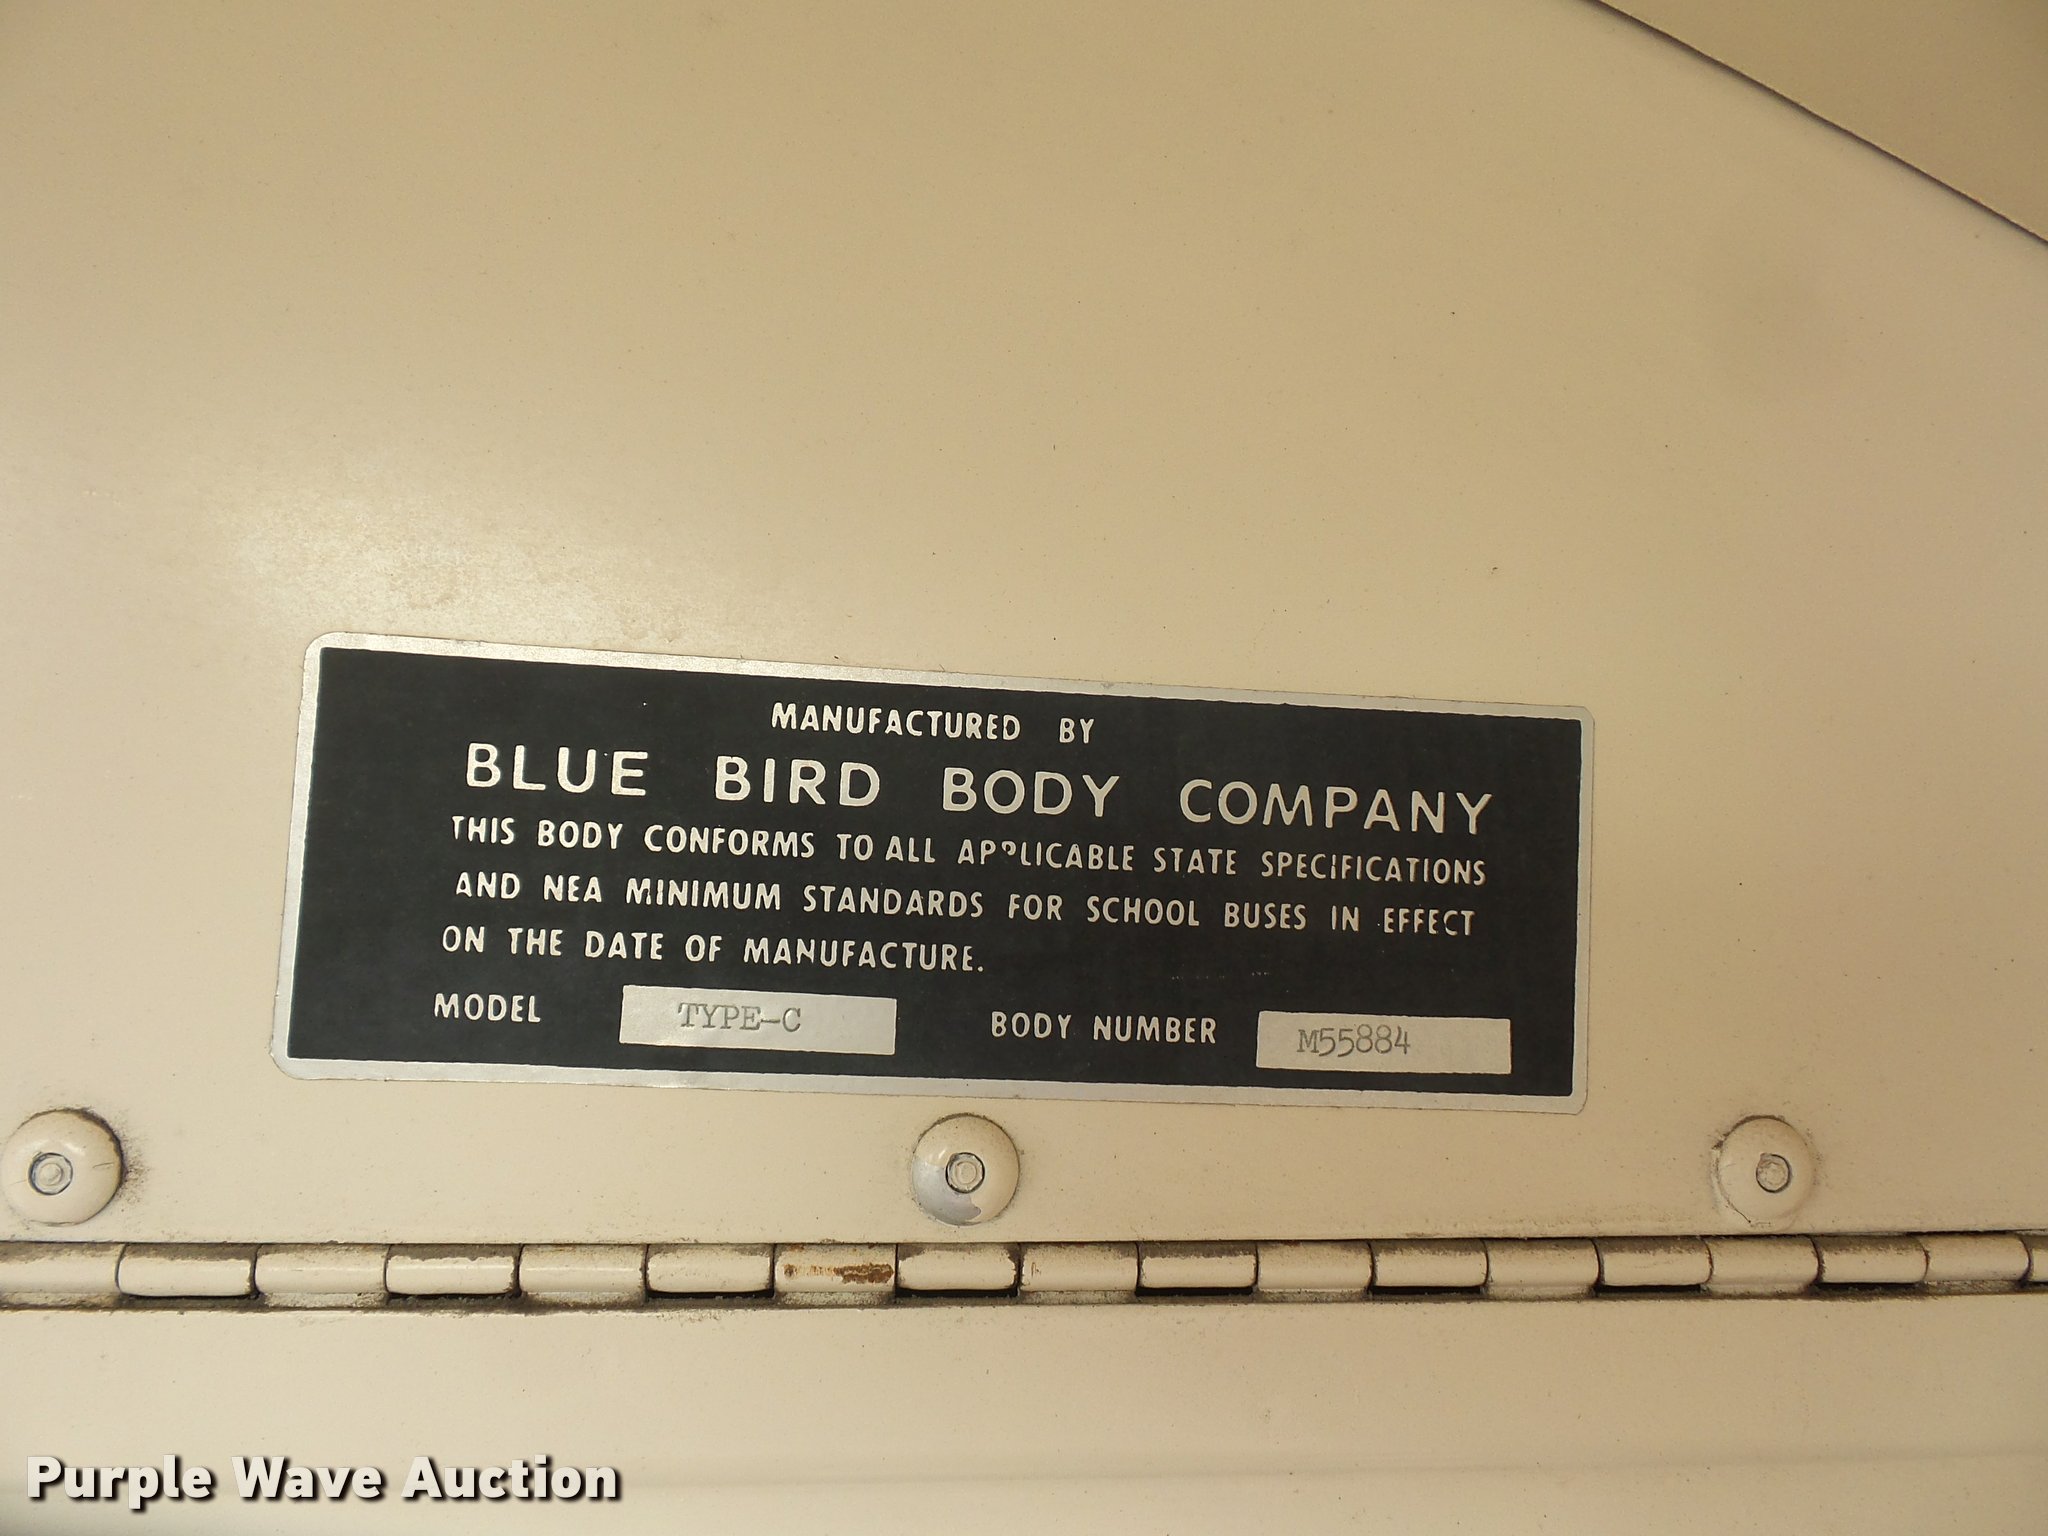 MANUFACTURED BY
BLUE BIRD BODY COMPANY
THIS BODY CONFORMS TO ALL APPLICABLE STATE SPECIFICATIONS
AND NEA MINIMUM STANDARDS FOR SCHOOL BUSES IN EFFECT
ON THE DATE OF MANUFACTURE.
MODEL TYPE-C BODY NUMBER M55884
Purple Wave Auction